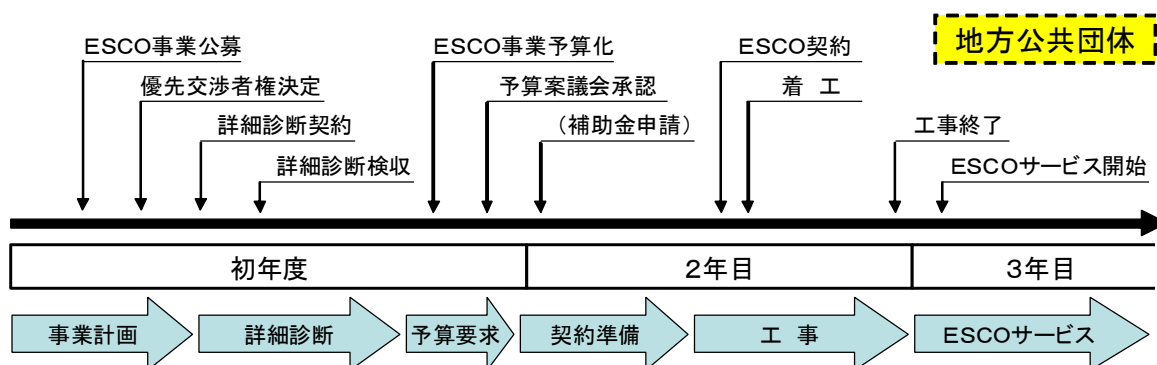 地方公共団体
ESCO事業公募
優先交渉者権決定
詳細診断契約
詳細診断検収
ESCO事業予算化
予算案議会承認
（補助金申請）
ESCO契約
着 工
工事終了
ESCOサービス開始
初年度
2年目
3年目
事業計画
詳細診断
予算要求
契約準備
工 事
ESCOサービス